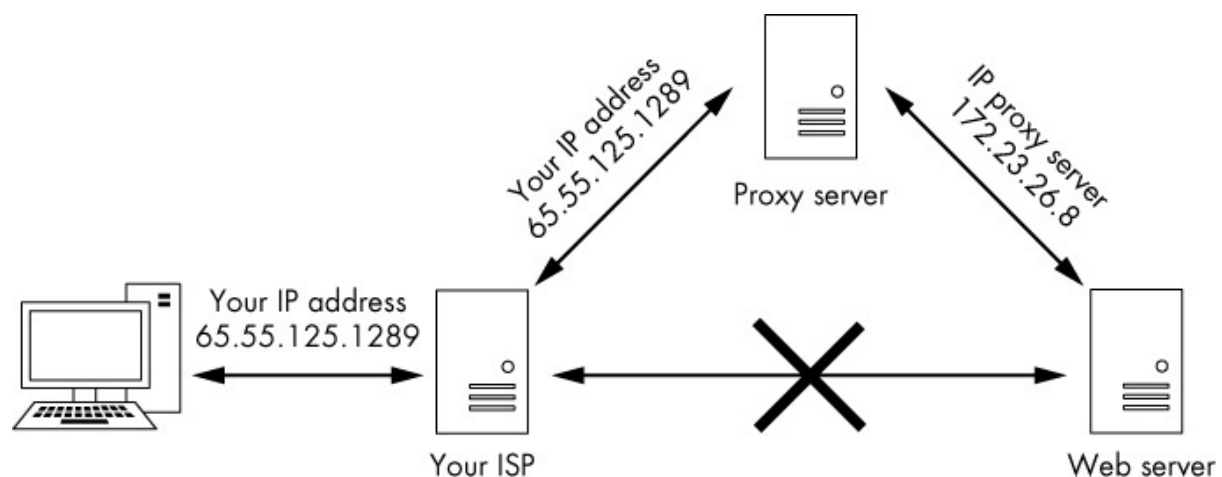 Your IP address
65.55.125.1289
Your IP address
65.55.125.1289
Proxy server
IP proxy server
172.23.26.8
Your ISP
Web server